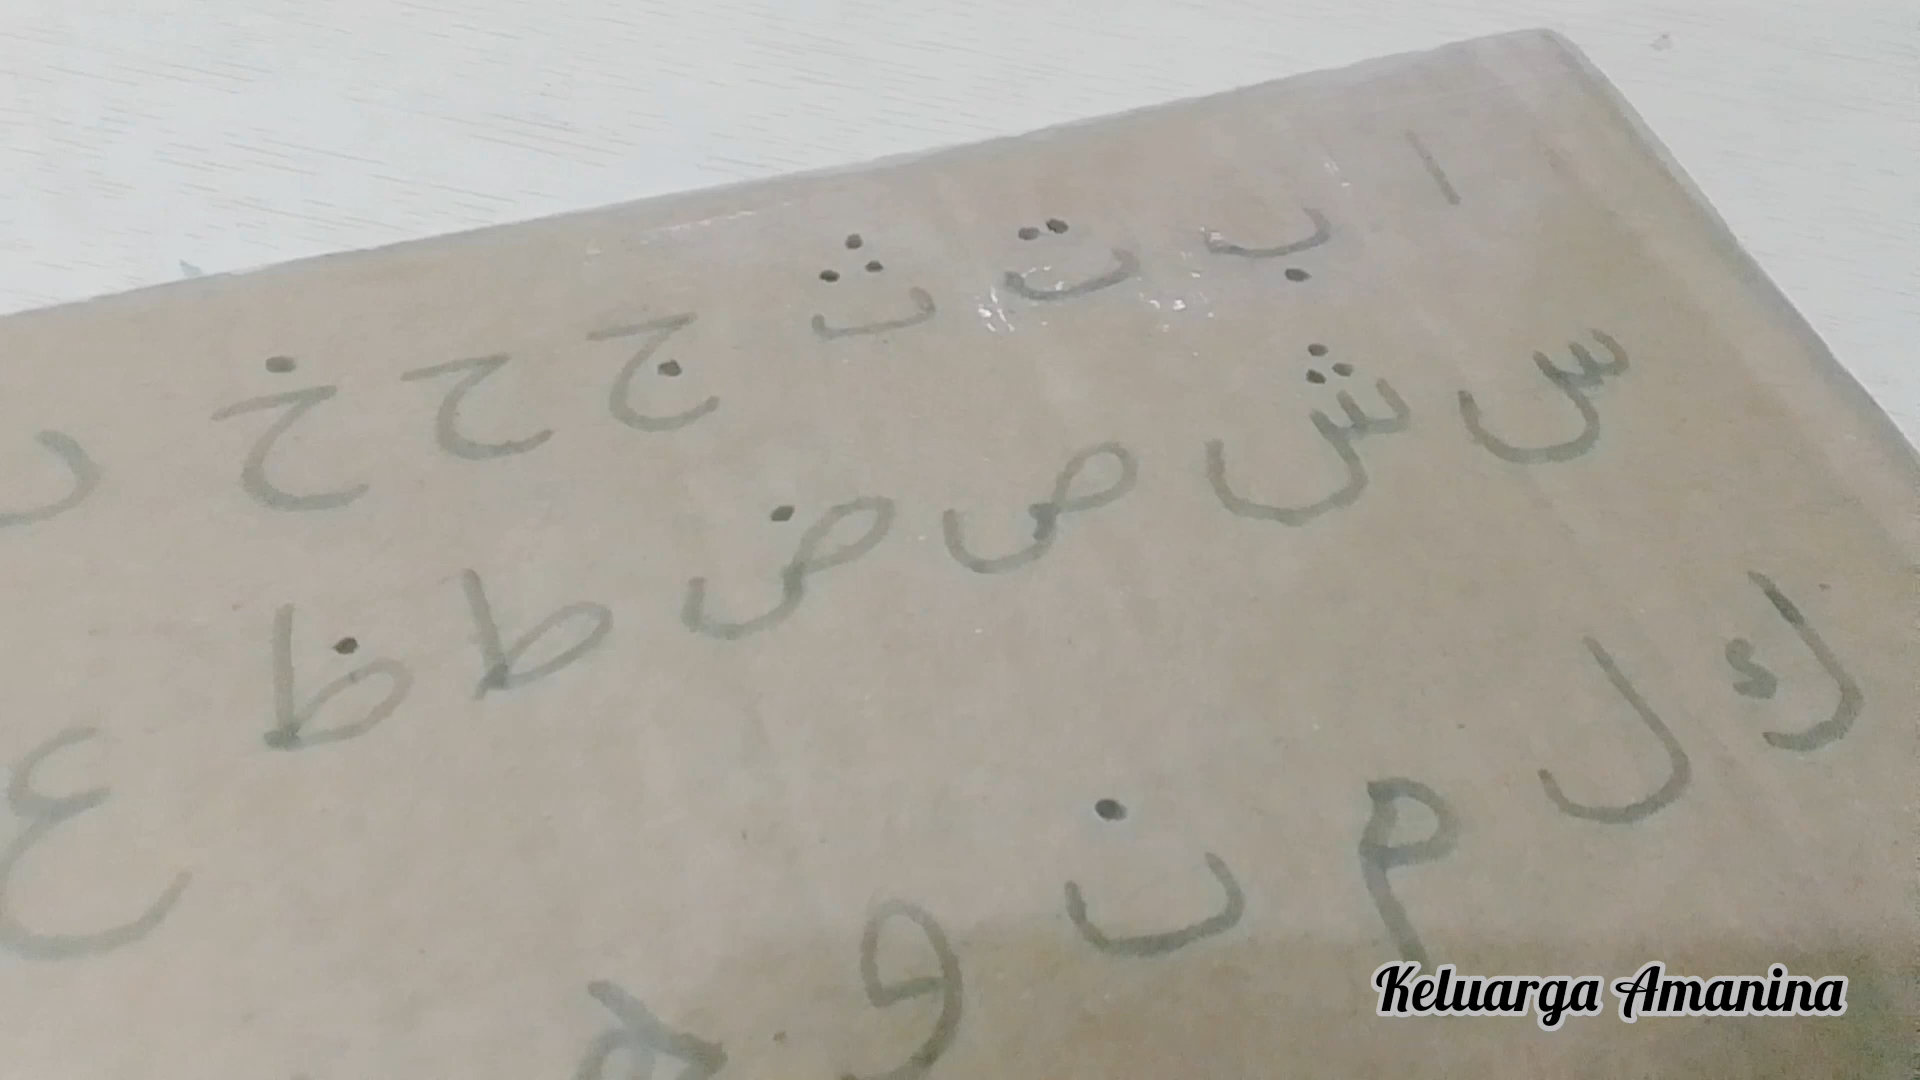 ا ب ت ث ج ح خ د
س ش ص ض ط ظ ع
ك ل م ن و ه
Keluarga Amanina